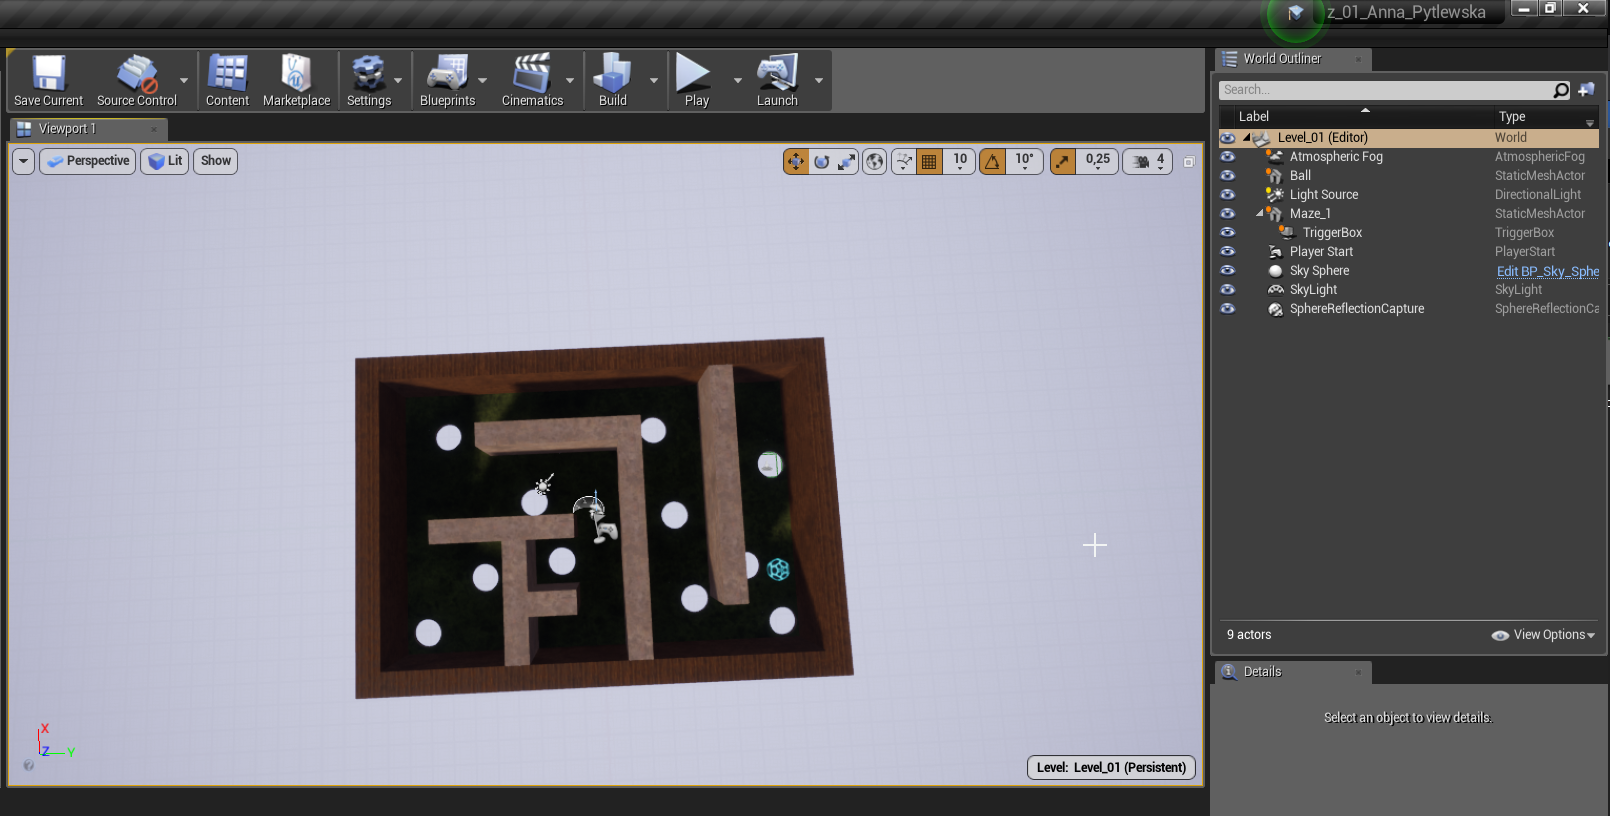 z_01_Anna_Pytlewska
Save Current
Source Control
Content
Marketplace
Settings
Blueprints
Cinematics
Build
Play
Launch
Viewport 1
Perspective
Lit
Show
10
10°
0,25
4
X
Z
Y
Level: Level_01 (Persistent)
World Outliner
Search...
Label Type
Level_01 (Editor) World
Atmospheric Fog AtmosphericFog
Ball StaticMeshActor
Light Source DirectionalLight
Maze_1 StaticMeshActor
TriggerBox TriggerBox
Player Start PlayerStart
Sky Sphere Edit BP_Sky_Sphe
SkyLight SkyLight
SphereReflectionCapture SphereReflectionCa
9 actors View Options
Details
Select an object to view details.